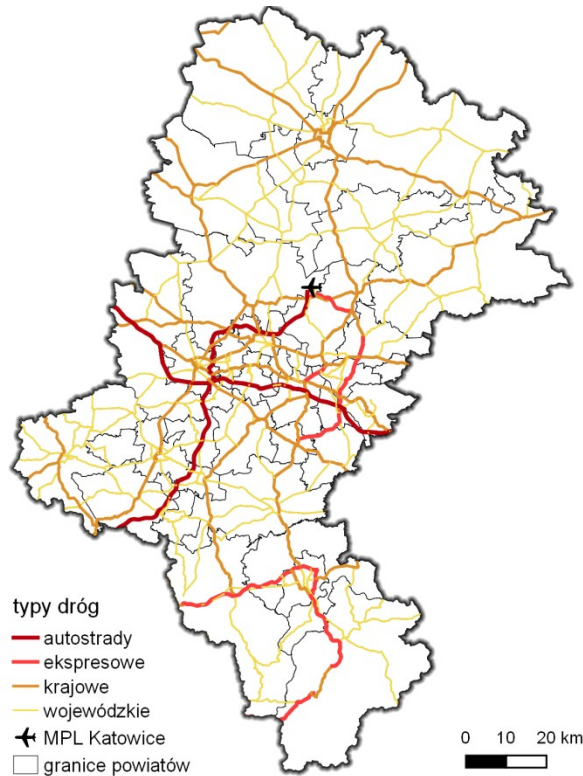 typy dróg
autostrady
ekspresowe
krajowe
wojewódzkie
MPL Katowice
granice powiatów
0 10 20 km